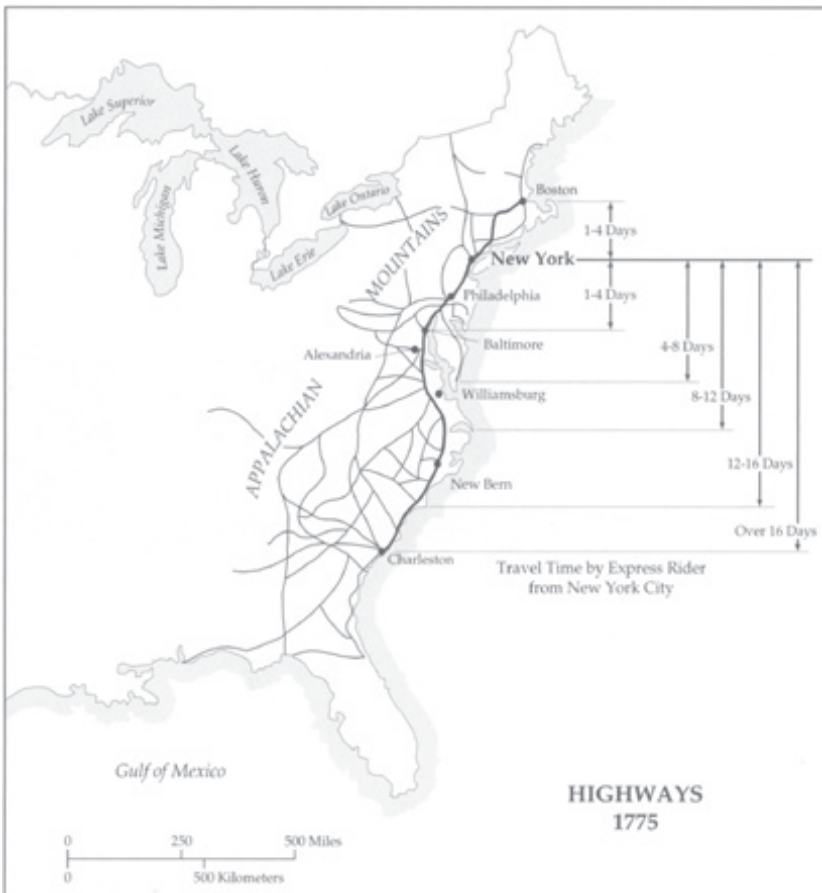 Lake Superior
Lake Huron
Lake Michigan
Lake Ontario
Lake Erie
MOUNTAINS
APPALACHIAN
Boston
1-4 Days
New York
Philadelphia
1-4 Days
Baltimore
Alexandria
4-8 Days
Williamsburg
8-12 Days
12-16 Days
New Bern
Over 16 Days
Charleston
Travel Time by Express Rider
from New York City
Gulf of Mexico
HIGHWAYS
1775
0 250 500 Miles
0 500 Kilometers